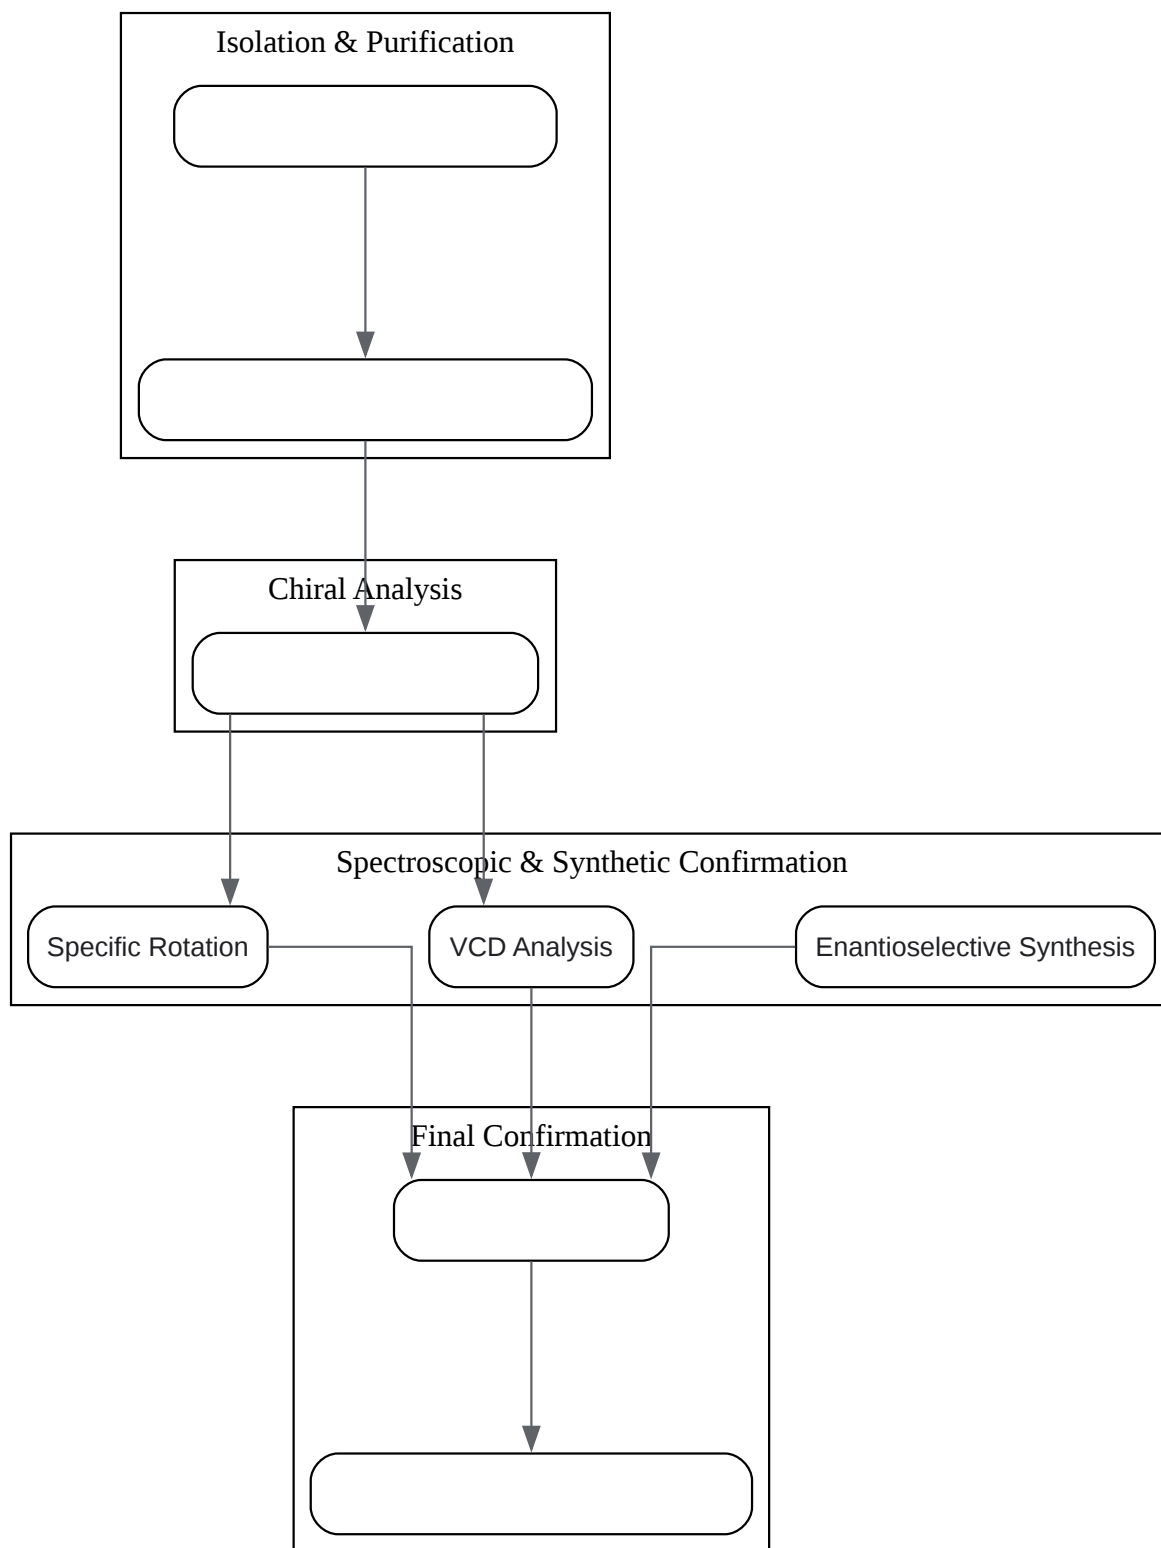 Isolation & Purification
Chiral Analysis
Spectroscopic & Synthetic Confirmation
Specific Rotation
VCD Analysis
Enantioselective Synthesis
Final Confirmation